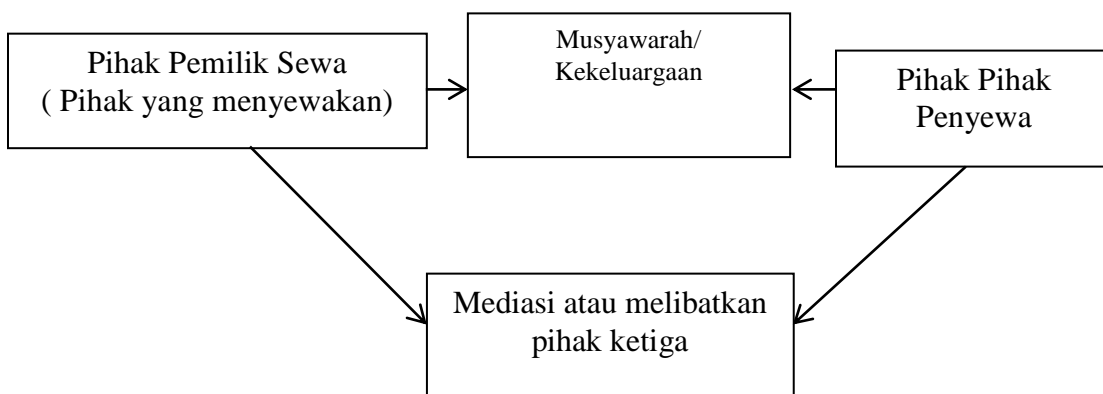 Pihak Pemilik Sewa
( Pihak yang menyewakan)
Musyawarah/
Kekeluargaan
Pihak Pihak
Penyewa
Mediasi atau melibatkan
pihak ketiga